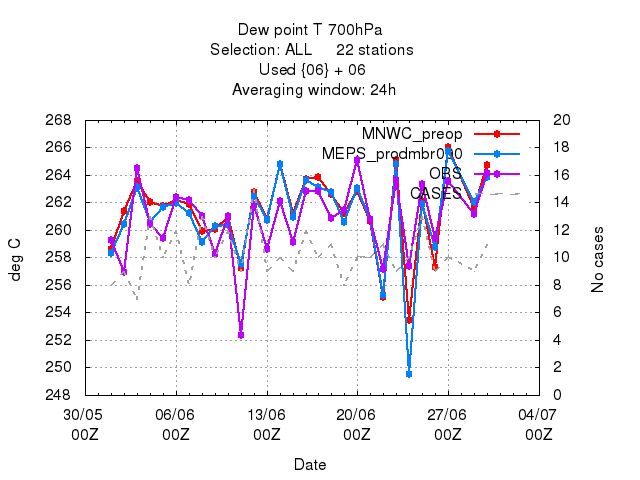 Dew point T 700hPa
Selection: ALL 22 stations
Used {06} + 06
Averaging window: 24h
268 20
266 18
264 16
262 14
260 12
258 10
256 8
254 6
252 4
250 2
248 0
MNWC_preop
MEPS_prodmbr000
OBS
CASES
deg C
No cases
30/05 06/06 13/06 20/06 27/06 04/07
00Z 00Z 00Z 00Z 00Z 00Z
Date